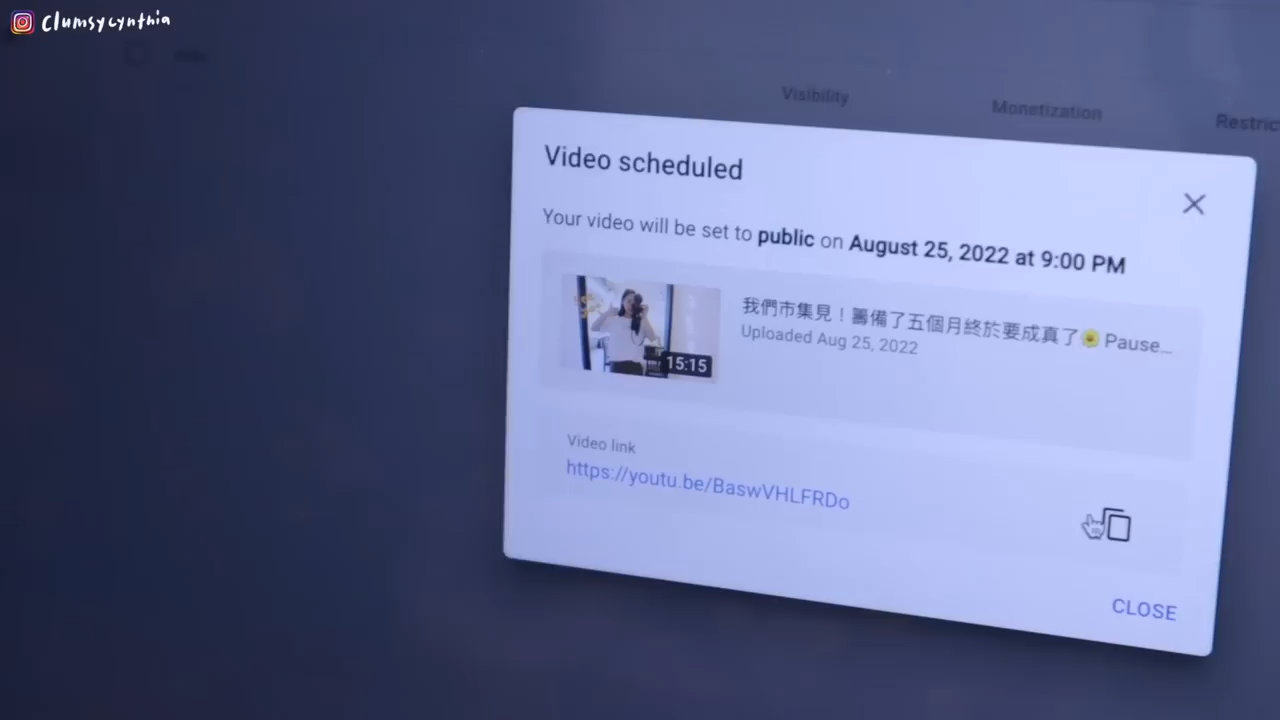 Clumsycynthia
Visibility
Monetization
Restric
Video scheduled
Your video will be set to public on August 25, 2022 at 9:00 PM
我們市集見！籌備了五個月終於要成真了🌼 Pause...
Uploaded Aug 25, 2022
15:15
Video link
https://youtu.be/BaswVHLFRDo
CLOSE